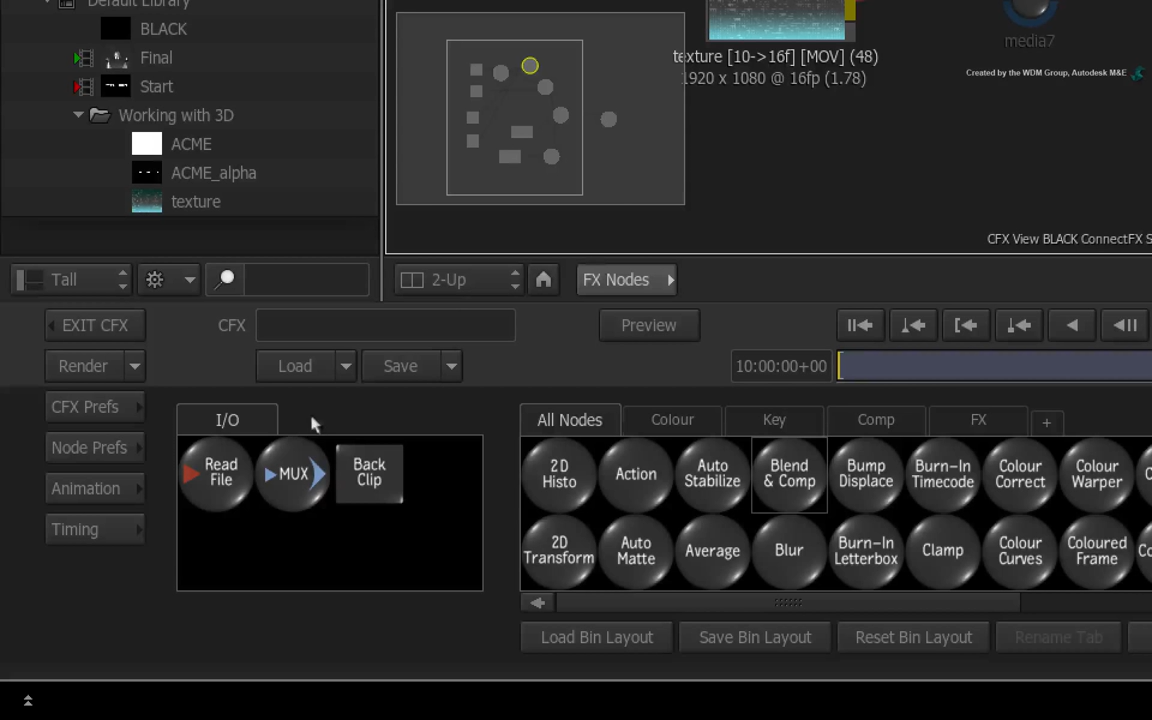 Default Library
BLACK
Final
Start
Working with 3D
ACME
ACME_alpha
texture
texture [10->16f] [MOV] (48)
1920 x 1080 @ 16fp (1.78)
media7
Created by the WDM Group, Autodesk M&E
CFX View BLACK ConnectFX S
Tall
2-Up
FX Nodes
EXIT CFX
CFX
Preview
Render
Load
Save
10:00:00+00
CFX Prefs
Node Prefs
Animation
Timing
I/O
Read
File
MUX
Back
Clip
All Nodes
Colour
Key
Comp
FX
+
2D
Histo
Action
Auto
Stabilize
Blend
& Comp
Bump
Displace
Burn-In
Timecode
Colour
Correct
Colour
Warper
2D
Transform
Auto
Matte
Average
Blur
Burn-In
Letterbox
Clamp
Colour
Curves
Coloured
Frame
Load Bin Layout
Save Bin Layout
Reset Bin Layout
Rename Tab